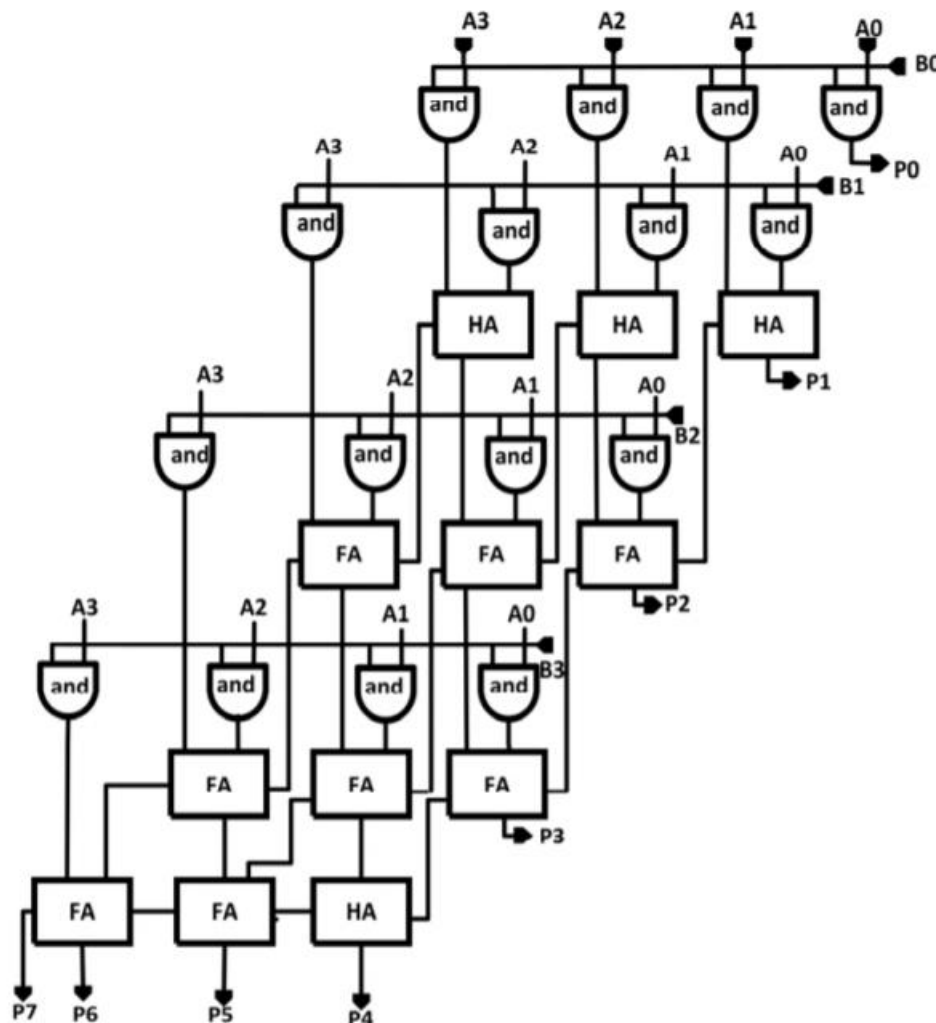 A3 A2 A1 A0
B0
and and and and
P0
A3 A2 A1 A0
B1
and and and and
HA HA HA
P1
A3 A2 A1 A0
B2
and and and and
FA FA FA
P2
A3 A2 A1 A0
B3
and and and and
FA FA FA
P3
FA FA HA
P7 P6 P5 P4